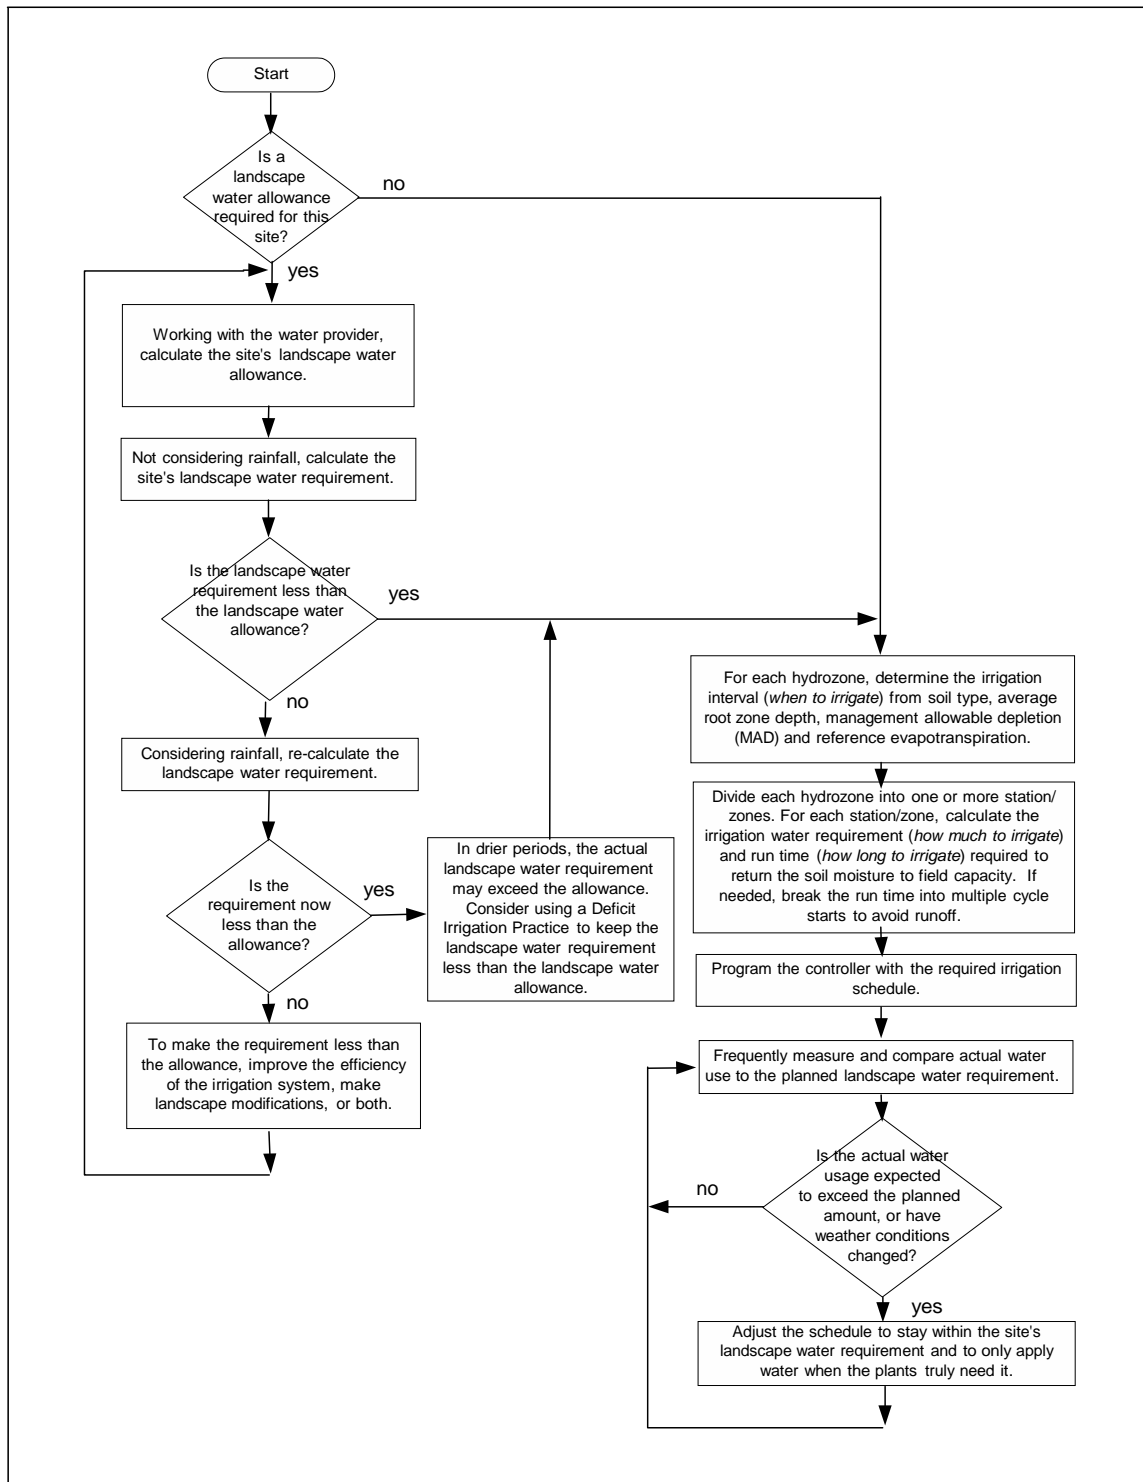 Start
Is a
landscape
water allowance
required for this
site?
no
yes
Working with the water provider,
calculate the site's landscape water
allowance.
Not considering rainfall, calculate the
site's landscape water requirement.
Is the landscape water
requirement less than
the landscape water
allowance?
yes
no
Considering rainfall, re-calculate the
landscape water requirement.
Is the
requirement now
less than the
allowance?
yes
no
In drier periods, the actual
landscape water requirement
may exceed the allowance.
Consider using a Deficit
Irrigation Practice to keep the
landscape water requirement
less than the landscape water
allowance.
To make the requirement less than
the allowance, improve the efficiency
of the irrigation system, make
landscape modifications, or both.
For each hydrozone, determine the irrigation
interval (when to irrigate) from soil type, average
root zone depth, management allowable depletion
(MAD) and reference evapotranspiration.
Divide each hydrozone into one or more station/
zones. For each station/zone, calculate the
irrigation water requirement (how much to irrigate)
and run time (how long to irrigate) required to
return the soil moisture to field capacity. If
needed, break the run time into multiple cycle
starts to avoid runoff.
Program the controller with the required irrigation
schedule.
Frequently measure and compare actual water
use to the planned landscape water requirement.
Is the actual water
usage expected
to exceed the planned
amount, or have
weather conditions
changed?
no
yes
Adjust the schedule to stay within the site's
landscape water requirement and to only apply
water when the plants truly need it.